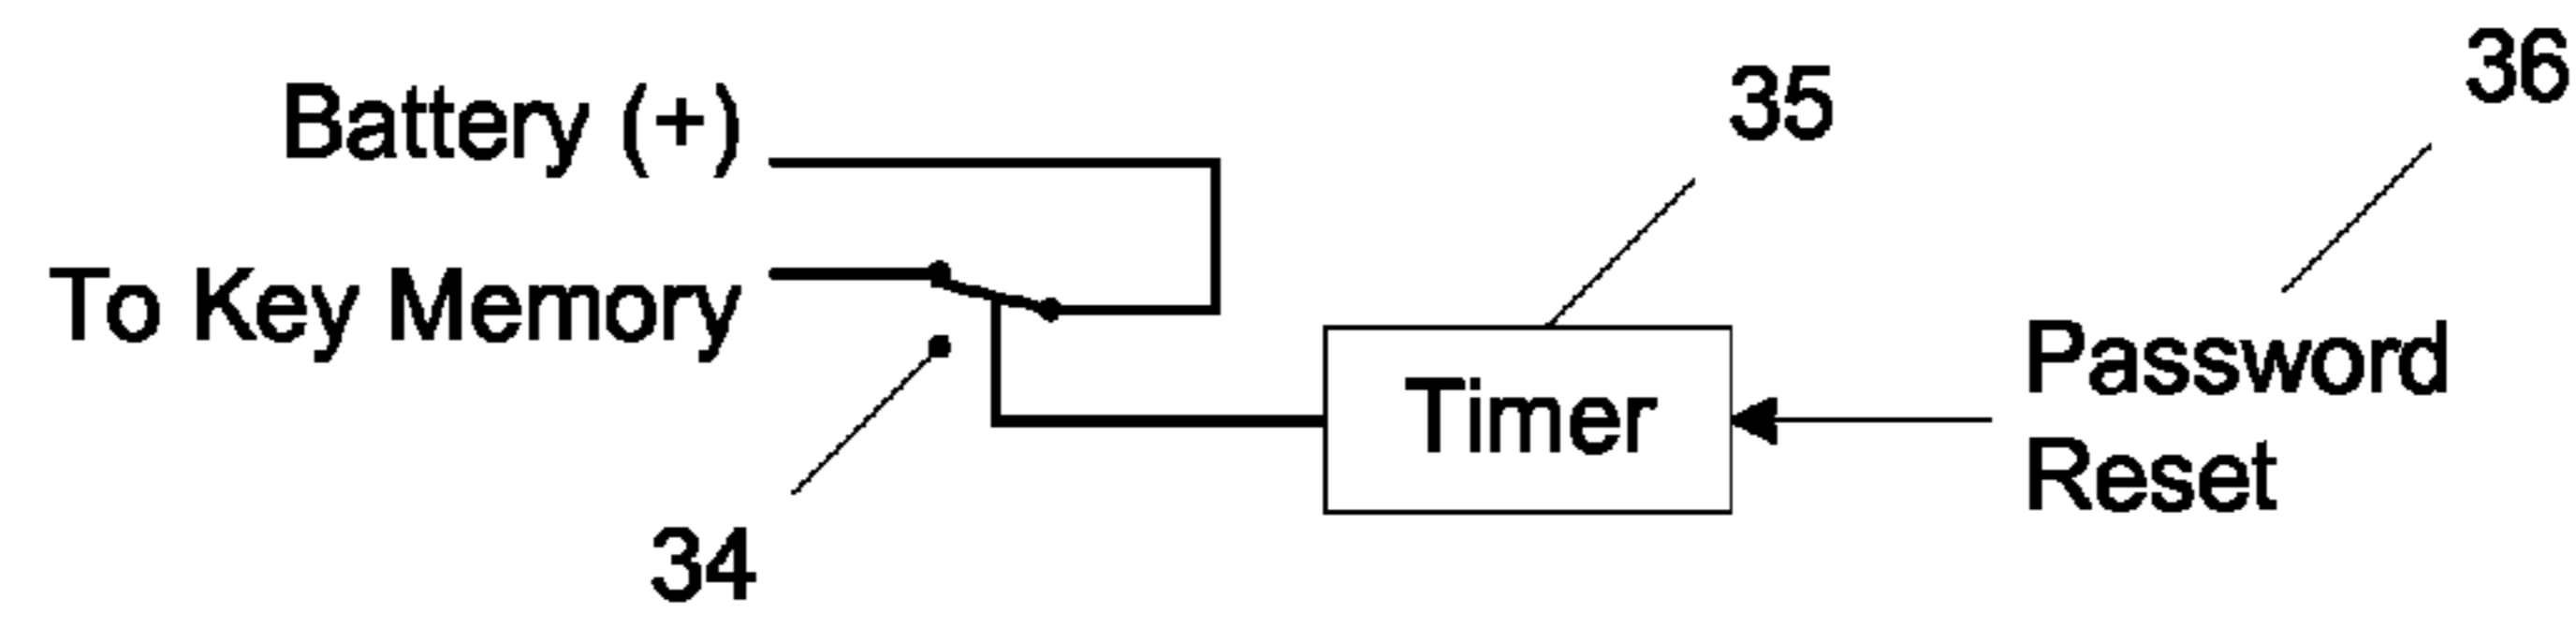 36
35
Battery (+)
To Key Memory
Timer
Password
Reset
34